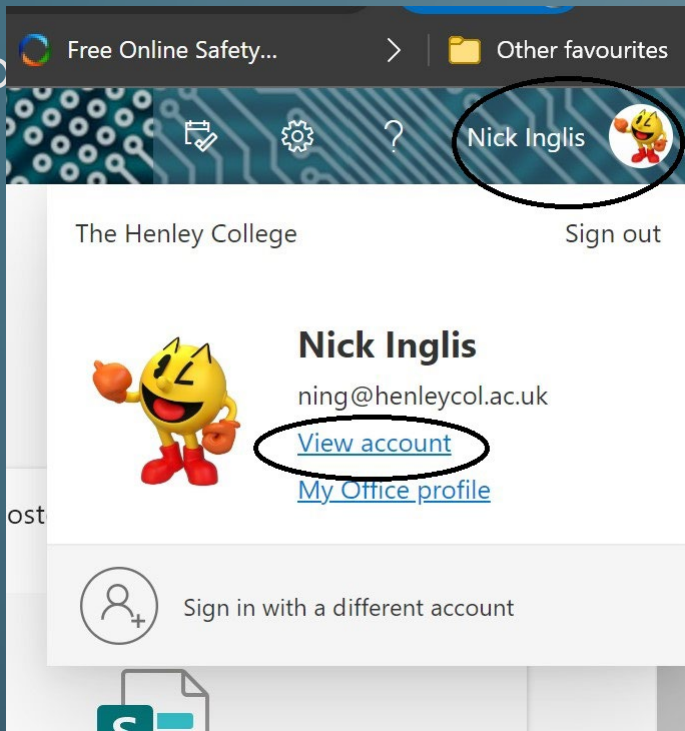 Free Online Safety...
Other favourites
Nick Inglis
The Henley College
Sign out
Nick Inglis
ning@henleycol.ac.uk
View account
My Office profile
ost
Sign in with a different account
S